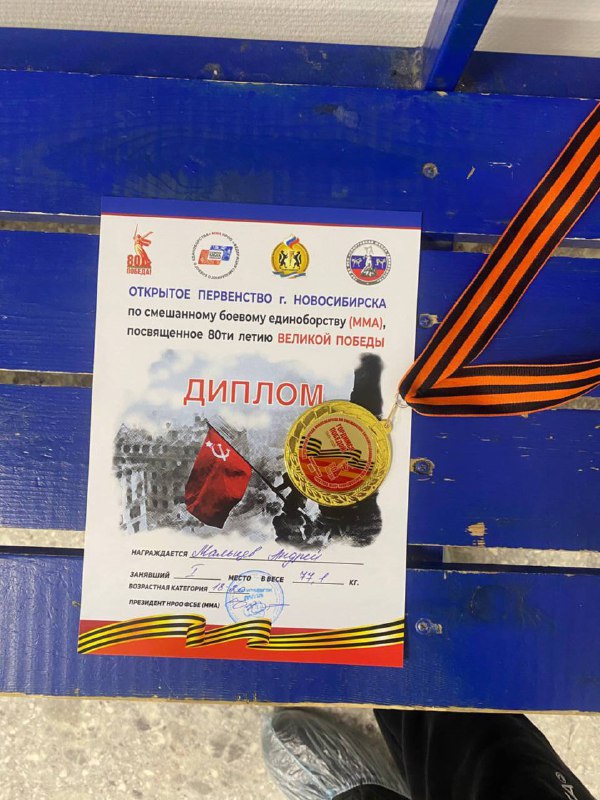 80
ПОБЕДА!
ОТКРЫТОЕ ПЕРВЕНСТВО г. НОВОСИБИРСКА
по смешанному боевому единоборству (ММА),
посвященное 80ти летию ВЕЛИКОЙ ПОБЕДЫ
ДИПЛОМ
НАГРАЖДАЕТСЯ Мальцев Андрей
ЗАНЯВШИЙ I МЕСТО В ВЕСЕ 77,1 КГ.
ВОЗРАСТНАЯ КАТЕГОРИЯ
ПРЕЗИДЕНТ НРОО ФСБЕ (ММА)